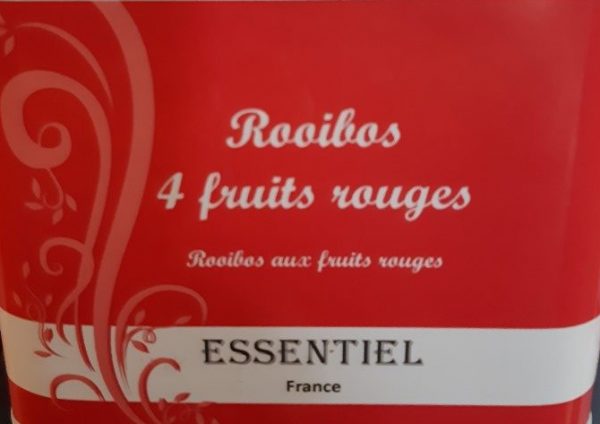 Rooibos
4 fruits rouges
Rooibos aux fruits rouges
ESSENTIEL
France